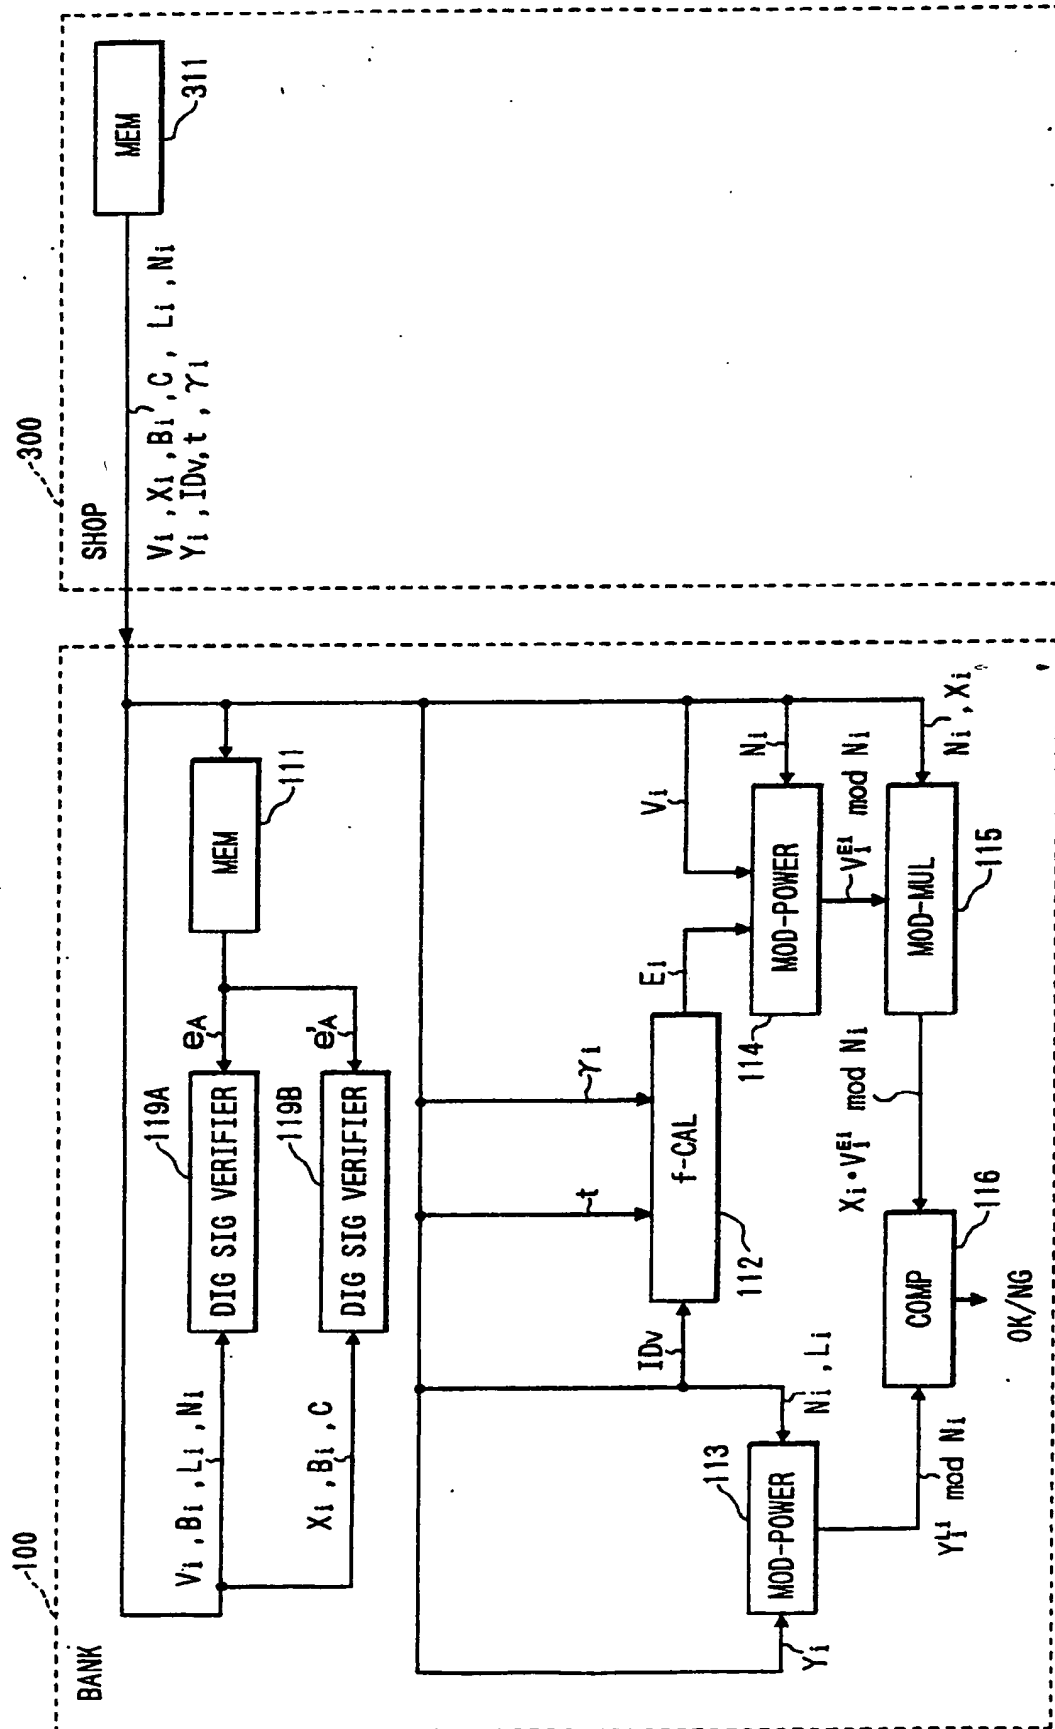 100
BANK
300
SHOP
MEM
311
Vi , Xi , Bi , C , Li , Ni
Yi , IDv, t , γi
MEM
111
eA
e'A
119A
DIG SIG VERIFIER
119B
DIG SIG VERIFIER
Vi , Bi , Li , Ni
Xi , Bi , C
t
γi
IDv
f-CAL
112
Ei
Vi
Ni
MOD-POWER
114
Vi^Ei mod Ni
Ni , Xi
MOD-MUL
115
Xi • Vi^Ei mod Ni
Yi
113
MOD-POWER
Ni , Li
Yi^Li mod Ni
COMP
116
OK/NG